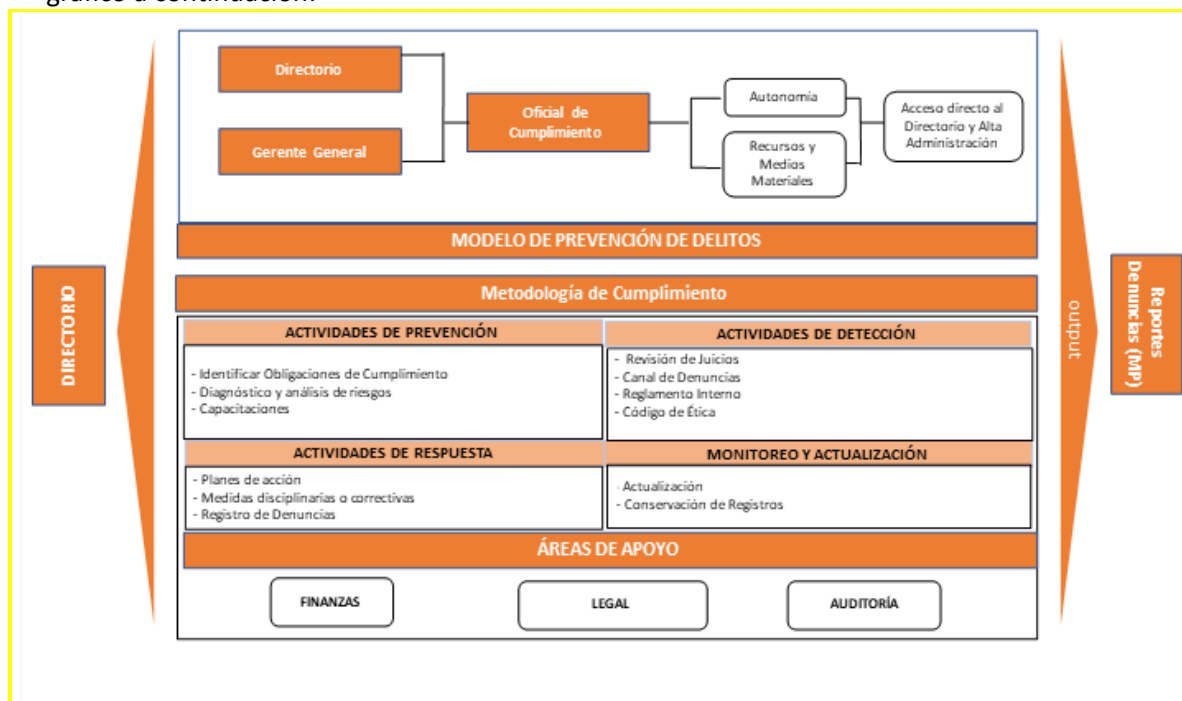 gráfico a continuación:
Directorio
Gerente General
Oficial de
Cumplimiento
Autonomía
Recursos y
Medios
Materiales
Acceso directo al
Directorio y Alta
Administración
MODELO DE PREVENCIÓN DE DELITOS
DIRECTORIO
Metodología de Cumplimiento
ACTIVIDADES DE PREVENCIÓN
- Identificar Obligaciones de Cumplimiento
- Diagnóstico y análisis de riesgos
- Capacitaciones
ACTIVIDADES DE DETECCIÓN
- Revisión de Juicios
- Canal de Denuncias
- Reglamento Interno
- Código de Ética
ACTIVIDADES DE RESPUESTA
- Planes de acción
- Medidas disciplinarias o correctivas
- Registro de Denuncias
MONITOREO Y ACTUALIZACIÓN
- Actualización
- Conservación de Registros
ÁREAS DE APOYO
FINANZAS
LEGAL
AUDITORÍA
output
Reportes
Denuncias (MP)